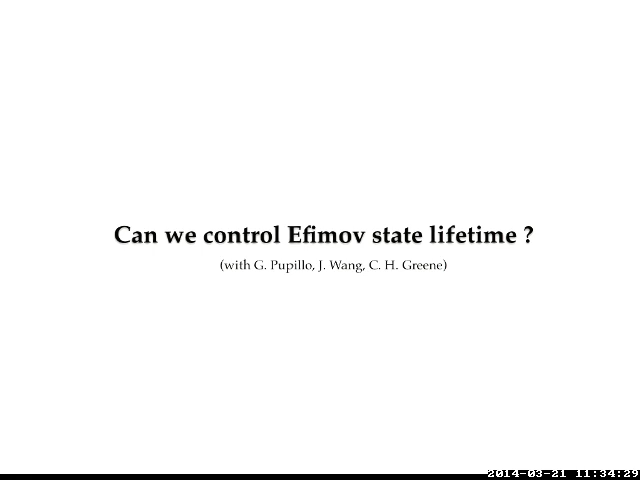 Can we control Efimov state lifetime ?
(with G. Pupillo, J. Wang, C. H. Greene)
2014-03-21 11:34:29